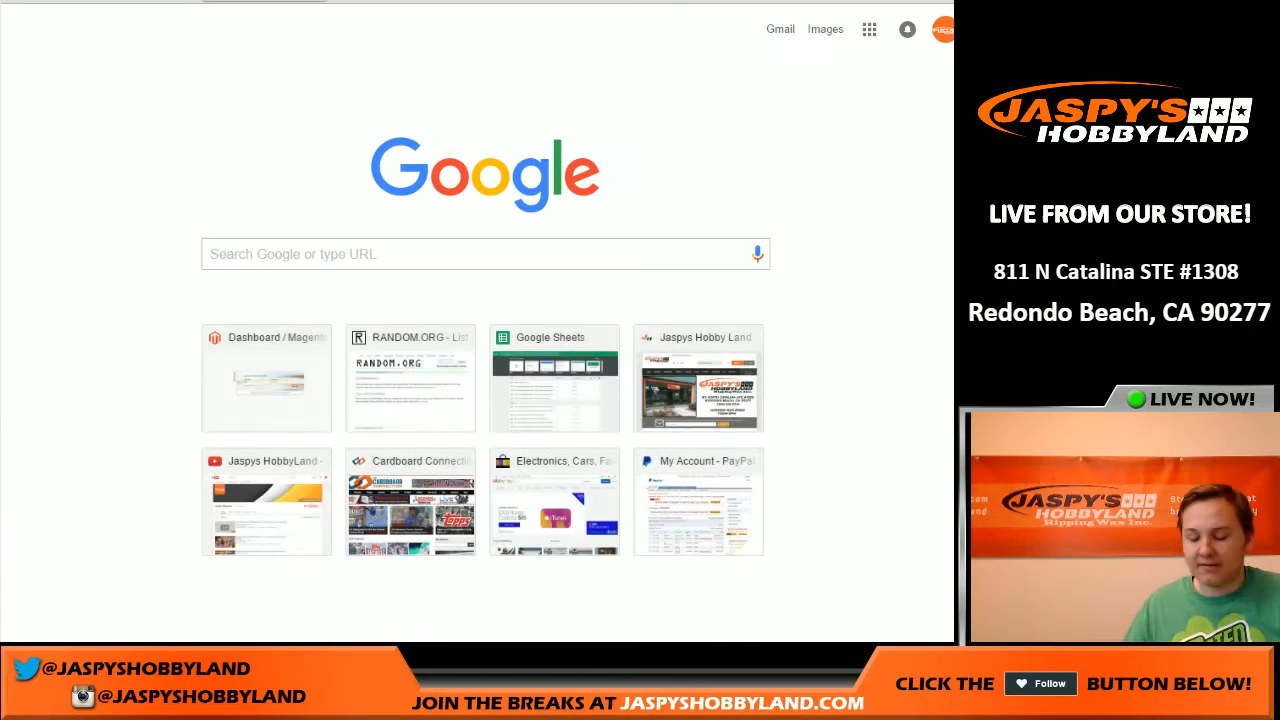 Gmail Images
Google
Search Google or type URL
Dashboard / Magent
RANDOM.ORG - List
Google Sheets
Jaspys Hobby Land
RANDOM.ORG
JASPY'S
HOBBYLAND
Jaspys HobbyLand -
Cardboard Connecti
Electronics, Cars, Fa
My Account - PayPal
JASPY'S
HOBBYLAND
LIVE FROM OUR STORE!
811 N Catalina STE #1308
Redondo Beach, CA 90277
LIVE NOW!
JASPY'S
HOBBYLAND
Ripping Wax Inc.
@JASPYSHOBBYLAND
@JASPYSHOBBYLAND
JOIN THE BREAKS AT JASPYSHOBBYLAND.COM
CLICK THE Follow BUTTON BELOW!